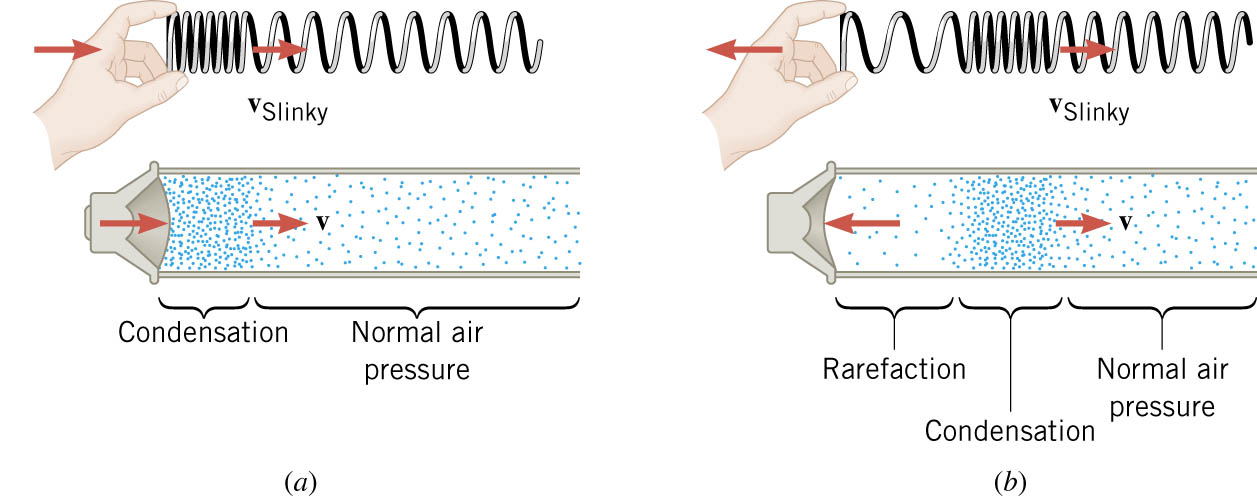 vSlinky
v
Condensation
Normal air
pressure
(a)
vSlinky
v
Rarefaction
Condensation
Normal air
pressure
(b)